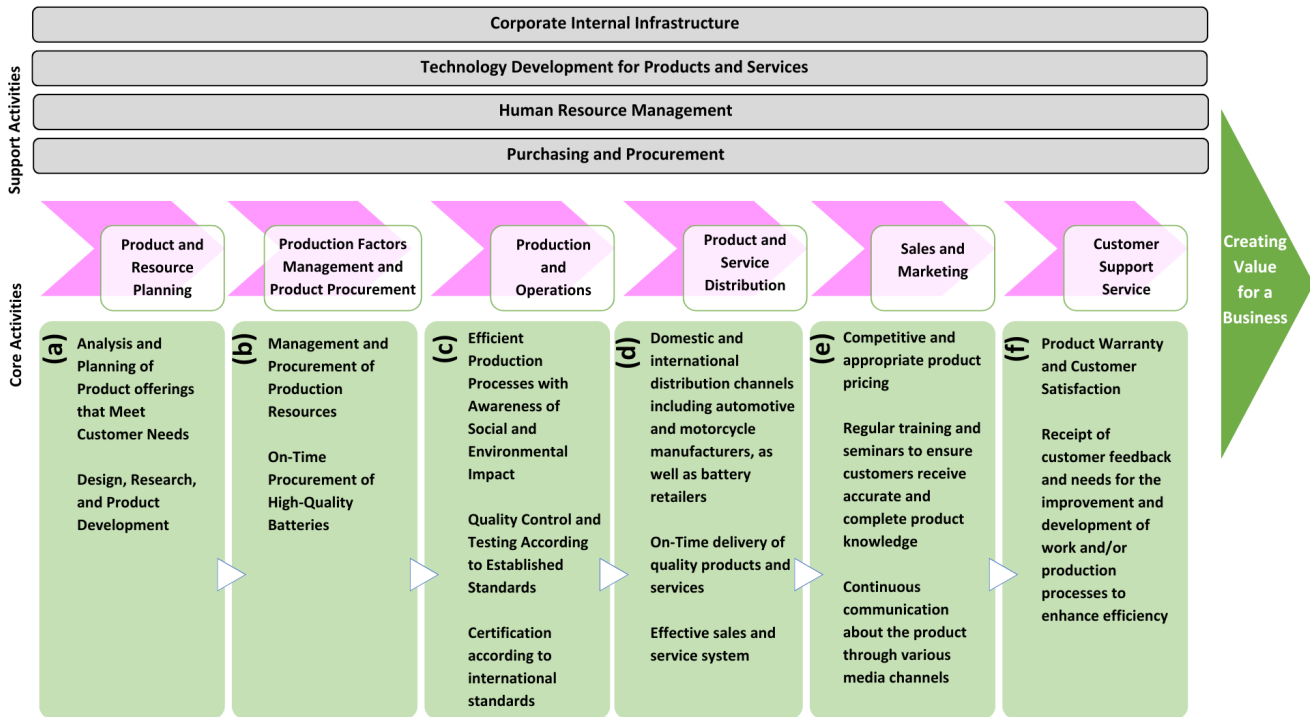 Corporate Internal Infrastructure
Technology Development for Products and Services
Human Resource Management
Purchasing and Procurement
Support Activities
Core Activities
Product and
Resource
Planning
Production Factors
Management and
Product Procurement
Production
and
Operations
Product and
Service
Distribution
Sales and
Marketing
Customer
Support
Service
Creating
Value
for a
Business
(a)
Analysis and
Planning of
Product offerings
that Meet
Customer Needs
Design, Research,
and Product
Development
(b)
Management and
Procurement of
Production
Resources
On-Time
Procurement of
High-Quality
Batteries
(c)
Efficient
Production
Processes with
Awareness of
Social and
Environmental
Impact
Quality Control and
Testing According
to Established
Standards
Certification
according to
international
standards
(d)
Domestic and
international
distribution channels
including automotive
and motorcycle
manufacturers, as
well as battery
retailers
On-Time delivery of
quality products and
services
Effective sales and
service system
(e)
Competitive and
appropriate product
pricing
Regular training and
seminars to ensure
customers receive
accurate and
complete product
knowledge
Continuous
communication
about the product
through various
media channels
(f)
Product Warranty
and Customer
Satisfaction
Receipt of
customer feedback
and needs for the
improvement and
development of
work and/or
production
processes to
enhance efficiency